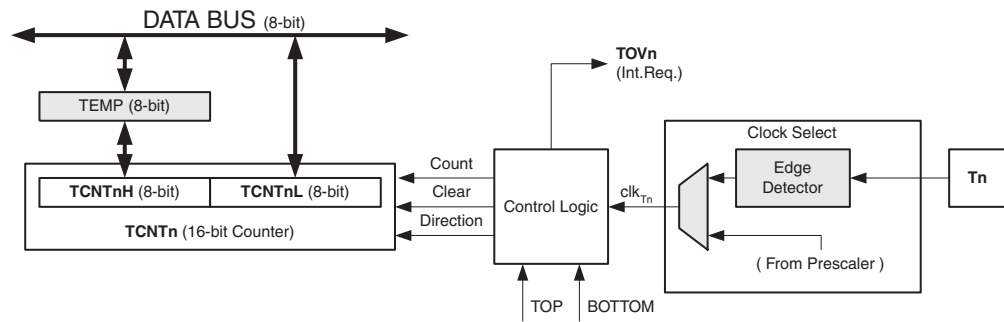 DATA BUS (8-bit)
TOVn
(Int.Req.)
TEMP (8-bit)
Clock Select
Count
Edge
Detector
Tn
TCNTnH (8-bit) TCNTnL (8-bit)
Clear
Control Logic
clkTn
TCNTn (16-bit Counter)
Direction
( From Prescaler )
TOP
BOTTOM